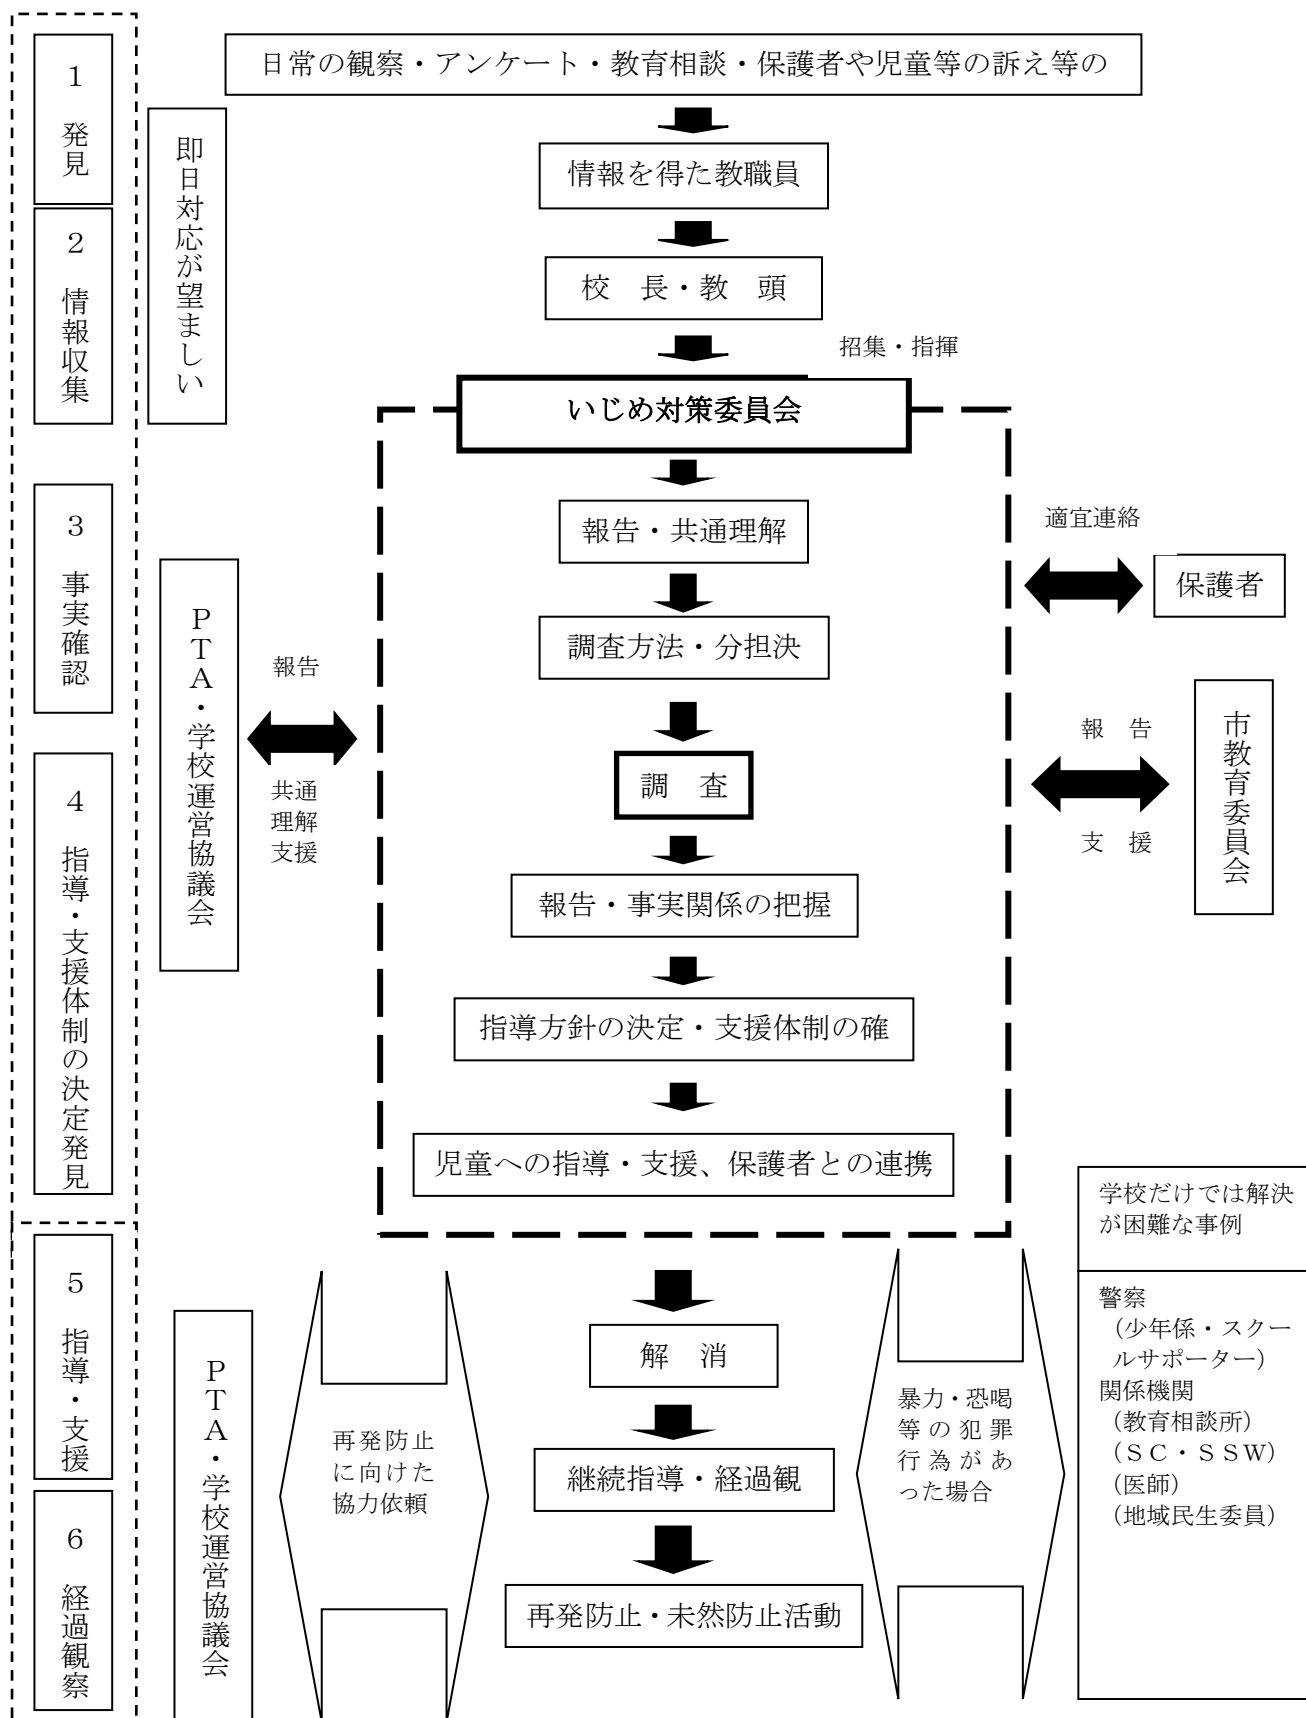 1 発見
2 情報収集
3 事実確認
4 指導・支援体制の決定発見
5 指導・支援
6 経過観察
即日対応が望ましい
日常の観察・アンケート・教育相談・保護者や児童等の訴え等の
情報を得た教職員
校　長・教　頭
招集・指揮
いじめ対策委員会
報告・共通理解
調査方法・分担決
調　査
報告・事実関係の把握
指導方針の決定・支援体制の確
児童への指導・支援、保護者との連携
PTA・学校運営協議会
報告
共通
理解
支援
適宜連絡
保護者
報　告
支　援
市教育委員会
解　消
継続指導・経過観
再発防止・未然防止活動
PTA・学校運営協議会
再発防止
に向けた
協力依頼
暴力・恐喝
等の犯罪
行為があ
った場合
学校だけでは解決
が困難な事例
警察
（少年係・スクー
ルサポーター）
関係機関
（教育相談所）
（ＳＣ・ＳＳＷ）
（医師）
（地域民生委員）